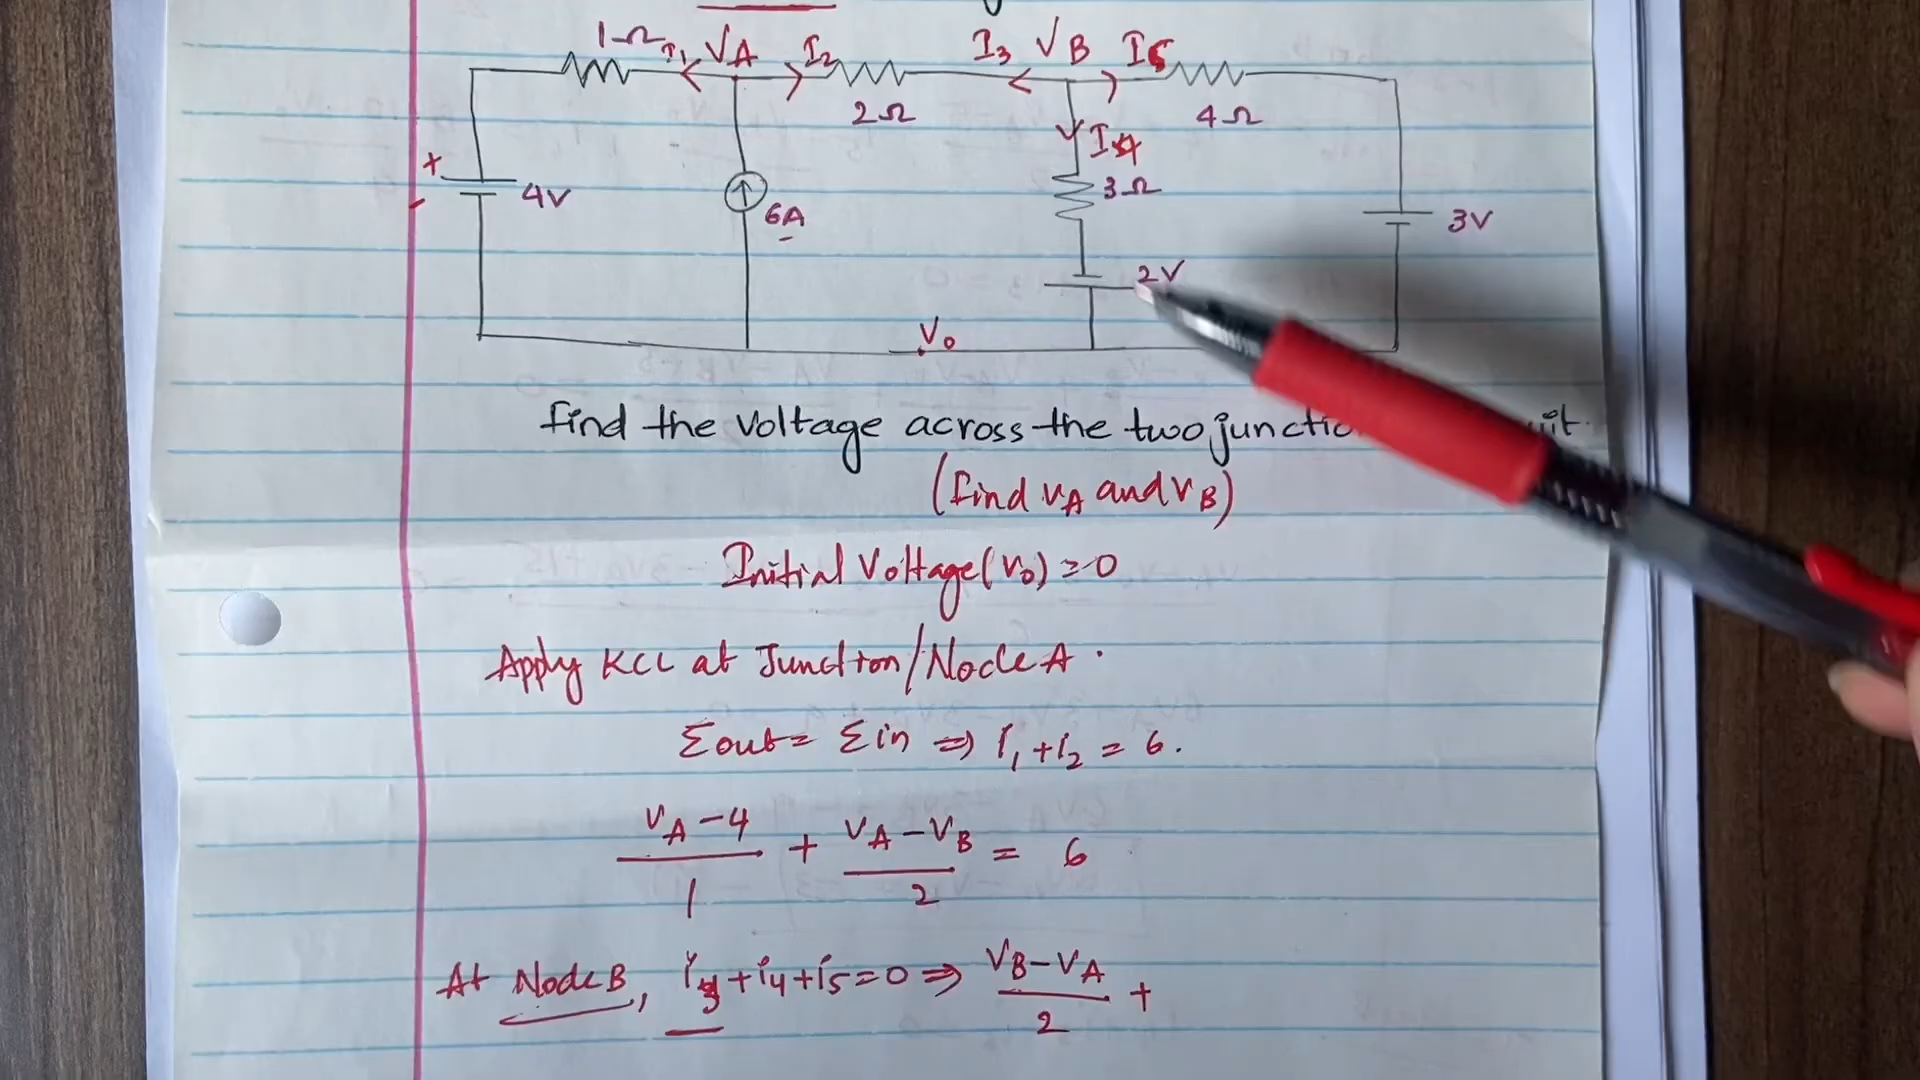 1Ω I₁ VA I₂ I₃ VB I5
2Ω 4Ω
+ I4
- 4V 6A 3Ω 3V
2V
V₀
find the voltage across the two junctio uit.
(find VA and VB)
Initial Voltage (V₀) = 0
Apply KCL at Junction/Node A.
Σout = Σin ⇒ i₁ + i₂ = 6.
VA - 4 / 1 + VA - VB / 2 = 6
At Node B, i3 + i4 + i5 = 0 ⇒ VB - VA / 2 +